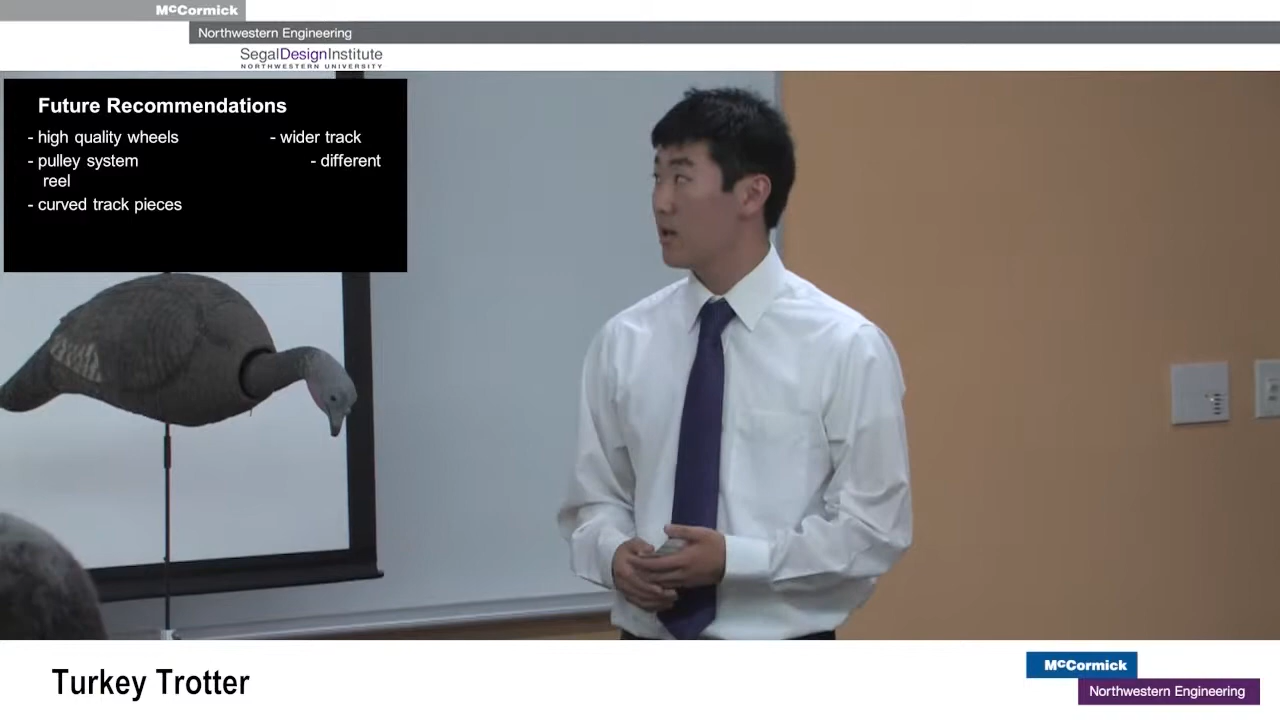 McCormick
Northwestern Engineering
SegalDesignInstitute
NORTHWESTERN UNIVERSITY
Future Recommendations
- high quality wheels - wider track
- pulley system - different
reel
- curved track pieces
Turkey Trotter
McCormick
Northwestern Engineering